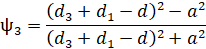 ψ₃ = ((d₃ + d₁ − d)² − a²) / ((d₃ + d₁ − d)² + a²)